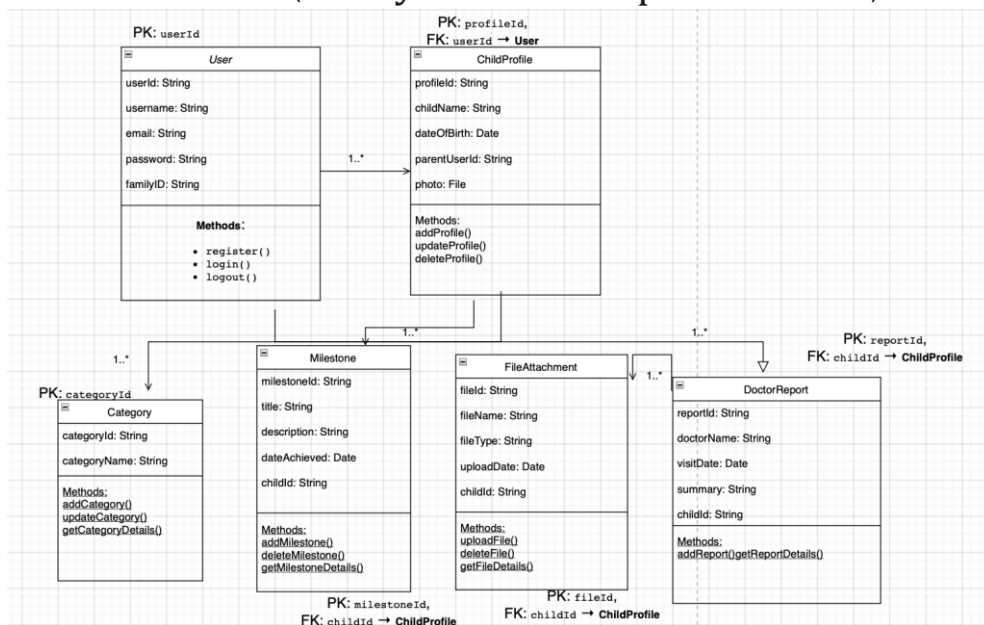 PK: userId
User
userId: String
username: String
email: String
password: String
familyID: String
Methods:
• register()
• login()
• logout()
1..*
PK: profileId,
FK: userId → User
ChildProfile
profileId: String
childName: String
dateOfBirth: Date
parentUserId: String
photo: File
Methods:
addProfile()
updateProfile()
deleteProfile()
1..*
1..*
1..*
PK: categoryId
Category
categoryId: String
categoryName: String
Methods:
addCategory()
updateCategory()
getCategoryDetails()
Milestone
milestoneId: String
title: String
description: String
dateAchieved: Date
childId: String
Methods:
addMilestone()
deleteMilestone()
getMilestoneDetails()
PK: milestoneId,
FK: childId → ChildProfile
FileAttachment
fileId: String
fileName: String
fileType: String
uploadDate: Date
childId: String
Methods:
uploadFile()
deleteFile()
getFileDetails()
PK: fileId,
FK: childId → ChildProfile
1..*
PK: reportId,
FK: childId → ChildProfile
DoctorReport
reportId: String
doctorName: String
visitDate: Date
summary: String
childId: String
Methods:
addReport()getReportDetails()